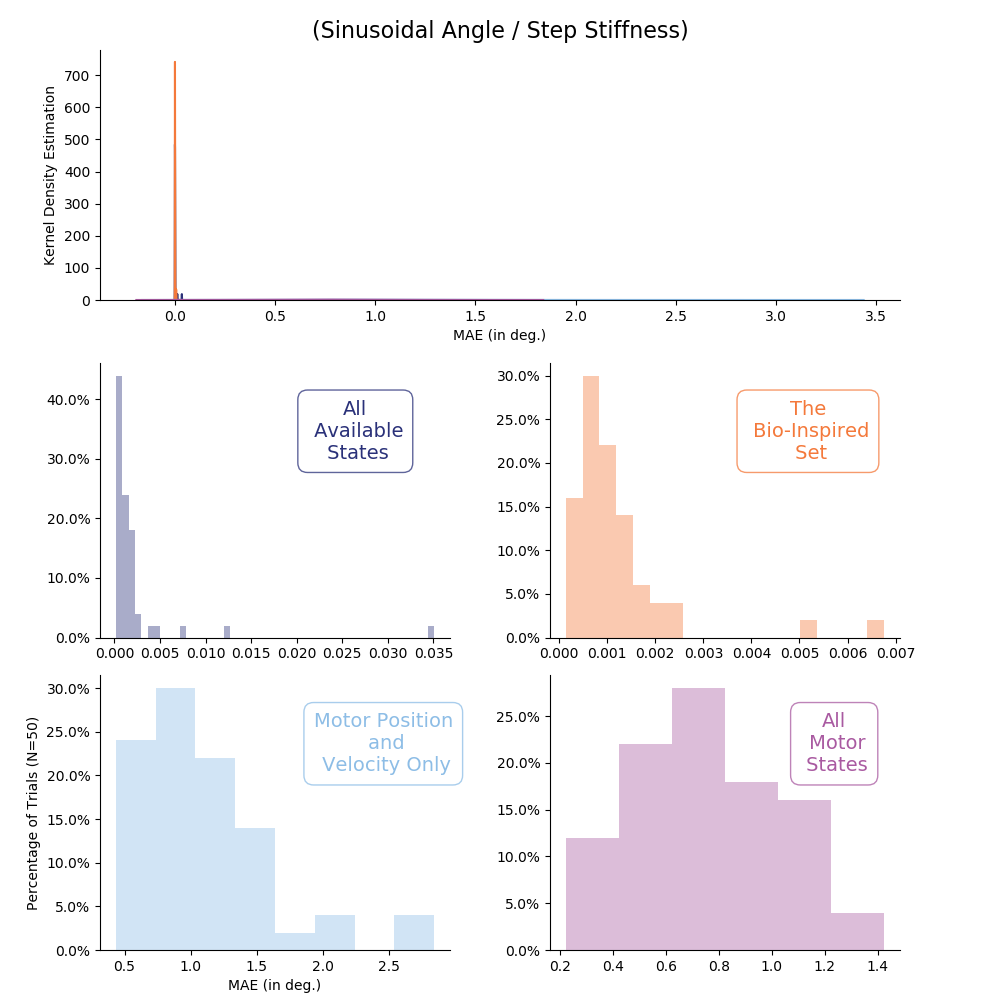 (Sinusoidal Angle / Step Stiffness)
Kernel Density Estimation
700
600
500
400
300
200
100
0
0.0 0.5 1.0 1.5 2.0 2.5 3.0 3.5
MAE (in deg.)
All
Available
States
40.0%
30.0%
20.0%
10.0%
0.0%
0.000 0.005 0.010 0.015 0.020 0.025 0.030 0.035
The
Bio-Inspired
Set
30.0%
25.0%
20.0%
15.0%
10.0%
5.0%
0.0%
0.000 0.001 0.002 0.003 0.004 0.005 0.006 0.007
Motor Position
and
Velocity Only
Percentage of Trials (N=50)
30.0%
25.0%
20.0%
15.0%
10.0%
5.0%
0.0%
0.5 1.0 1.5 2.0 2.5
MAE (in deg.)
All
Motor
States
25.0%
20.0%
15.0%
10.0%
5.0%
0.0%
0.2 0.4 0.6 0.8 1.0 1.2 1.4